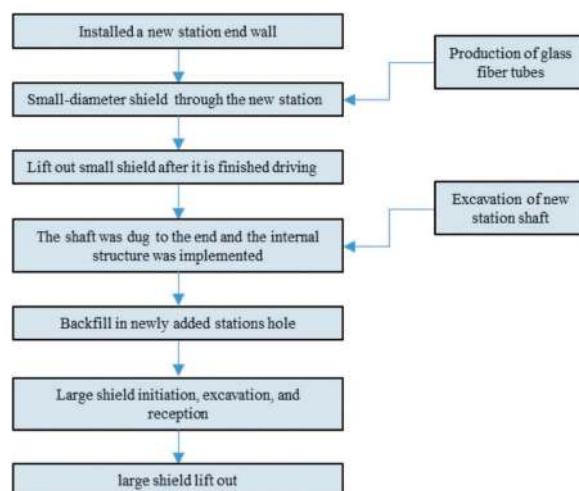 Installed a new station end wall
Production of glass
fiber tubes
Small-diameter shield through the new station
Lift out small shield after it is finished driving
Excavation of new
station shaft
The shaft was dug to the end and the internal
structure was implemented
Backfill in newly added stations hole
Large shield initiation, excavation, and
reception
large shield lift out